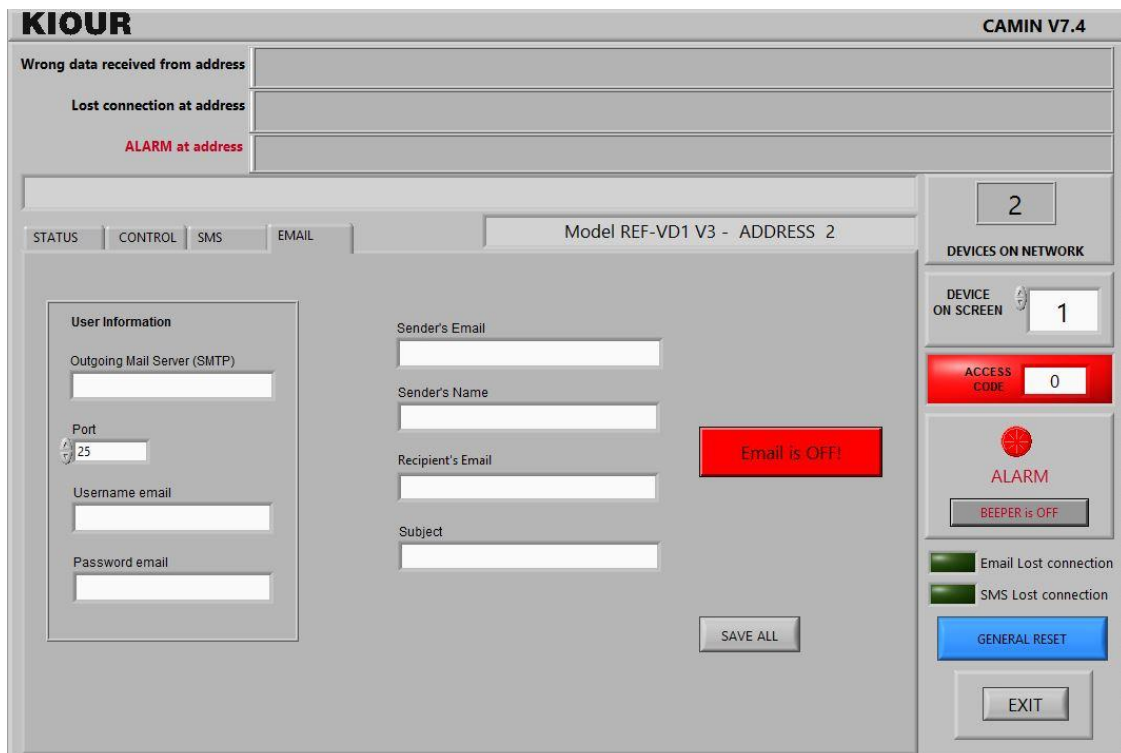 KIOUR
CAMIN V7.4
Wrong data received from address
Lost connection at address
ALARM at address
STATUS
CONTROL
SMS
EMAIL
Model REF-VD1 V3 - ADDRESS 2
2
DEVICES ON NETWORK
DEVICE
ON SCREEN
1
ACCESS
CODE
0
ALARM
BEEPER is OFF
Email Lost connection
SMS Lost connection
GENERAL RESET
EXIT
User Information
Outgoing Mail Server (SMTP)
Port
25
Username email
Password email
Sender's Email
Sender's Name
Recipient's Email
Subject
Email is OFF!
SAVE ALL